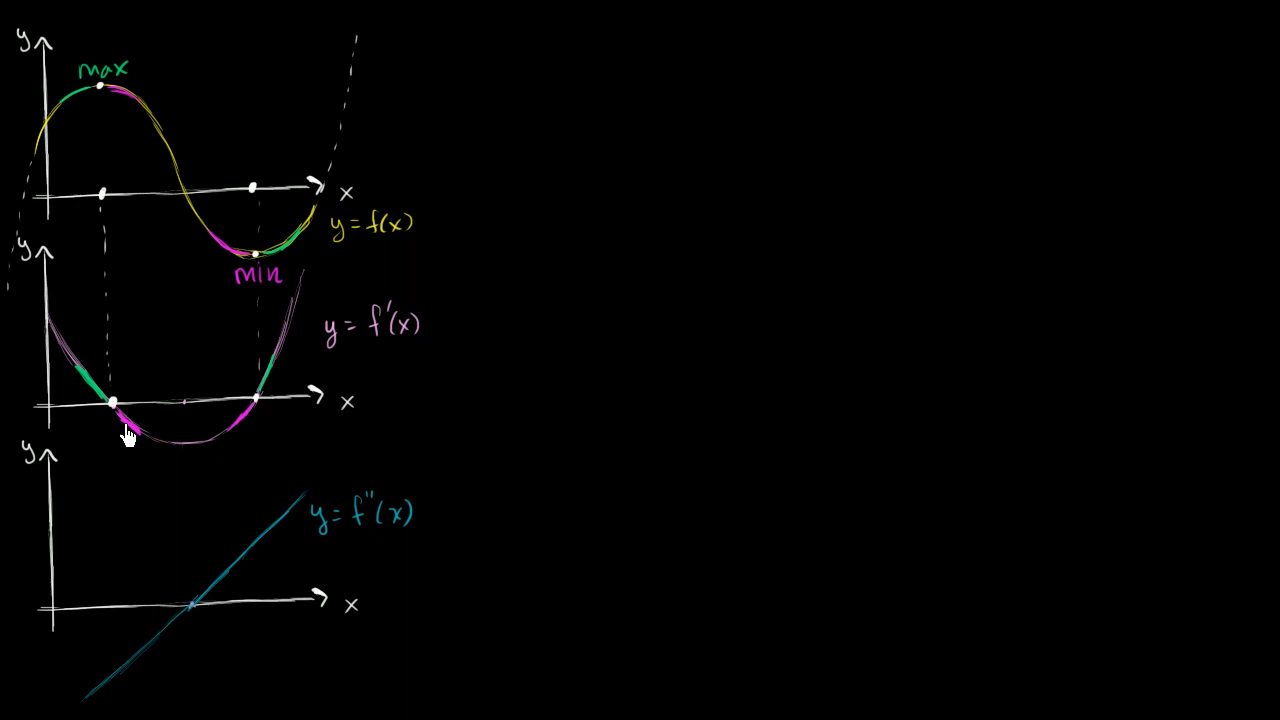 y
max
x
y = f(x)
y
min
y = f'(x)
x
y
y = f''(x)
x